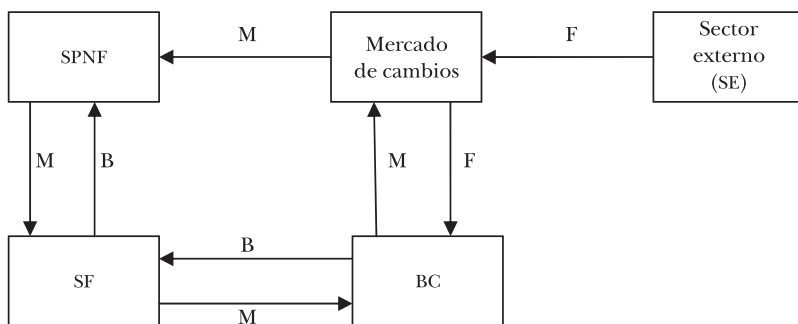 SPNF
M
Mercado
de cambios
F
Sector
externo
(SE)
M
B
M
F
SF
B
M
BC